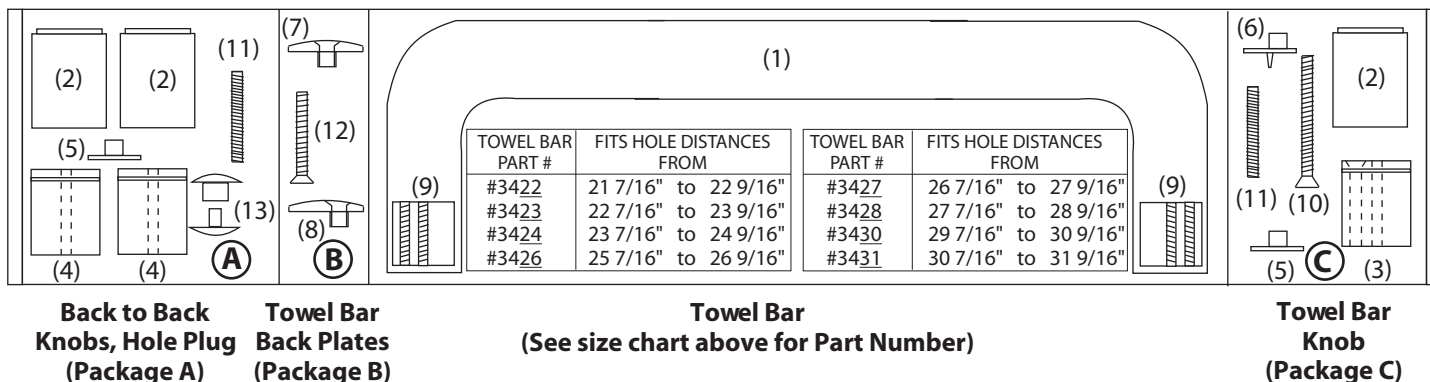 (2)
(2)
(11)
(5)
(13)
(4)
(4)
A
(7)
(12)
(8)
B
(1)
(9)
TOWEL BAR PART # FITS HOLE DISTANCES FROM
#3422 21 7/16" to 22 9/16"
#3423 22 7/16" to 23 9/16"
#3424 23 7/16" to 24 9/16"
#3426 25 7/16" to 26 9/16"
TOWEL BAR PART # FITS HOLE DISTANCES FROM
#3427 26 7/16" to 27 9/16"
#3428 27 7/16" to 28 9/16"
#3430 29 7/16" to 30 9/16"
#3431 30 7/16" to 31 9/16"
(9)
(6)
(2)
(11)
(10)
(5)
C
(3)
Back to Back
Knobs, Hole Plug
(Package A)
Towel Bar
Back Plates
(Package B)
Towel Bar
(See size chart above for Part Number)
Towel Bar
Knob
(Package C)